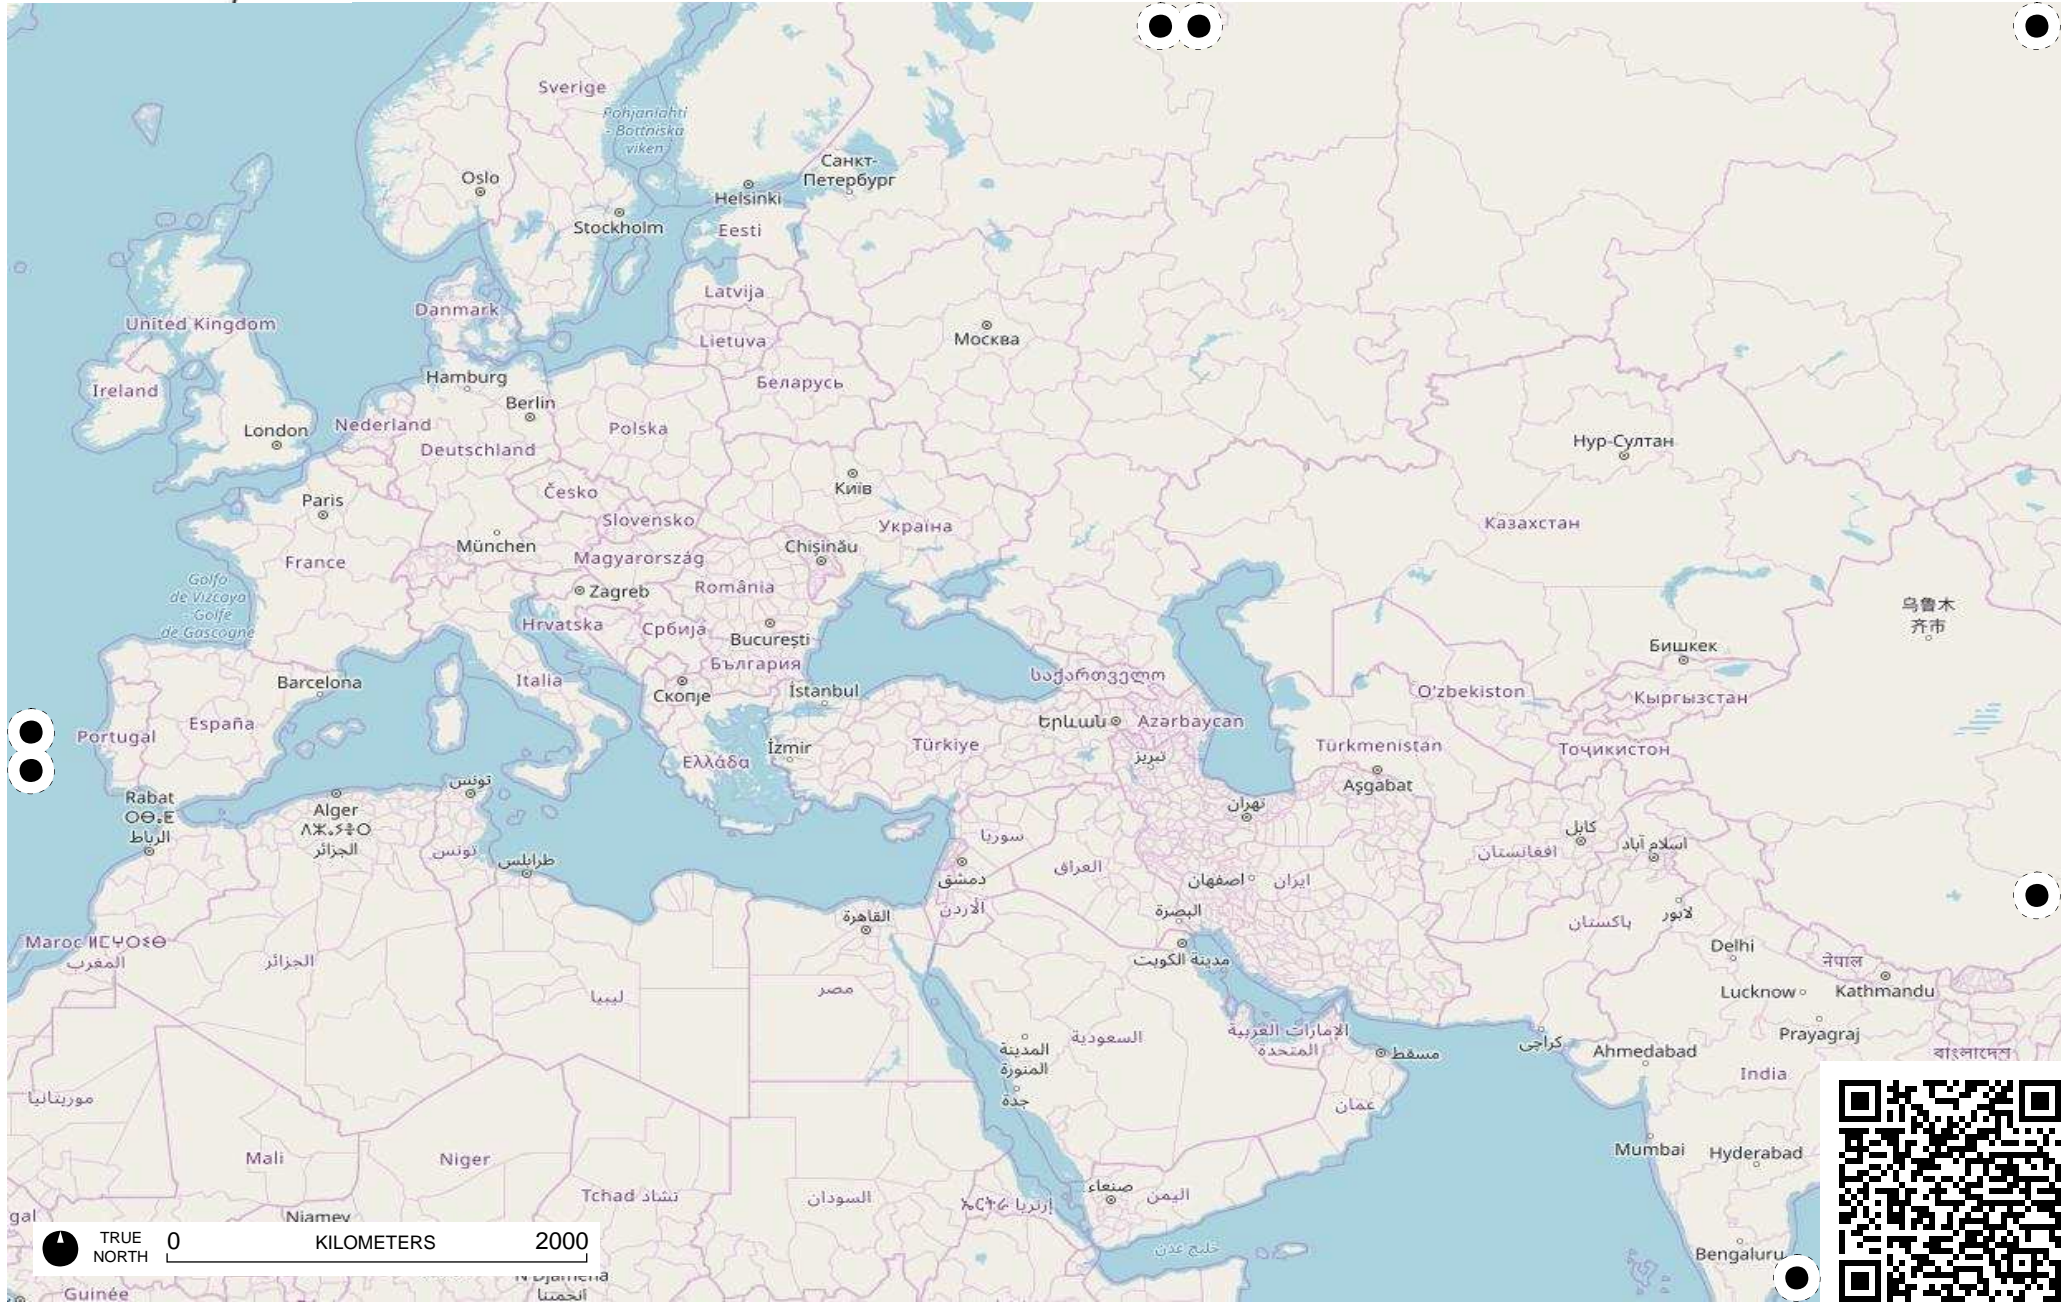 Sverige
Pohjanlahti
- Bottniska
viken
Oslo
Stockholm
Helsinki
Санкт-
Петербург
Eesti
Latvija
Lietuva
Danmark
United Kingdom
Ireland
Hamburg
Berlin
London
Nederland
Deutschland
Polska
Беларусь
Москва
Нур-Султан
Київ
Україна
Казахстан
Paris
Česko
Slovensko
München
Magyarország
Chișinău
France
Golfo
de Vizcaya
- Golfe
de Gascogne
Zagreb
România
Hrvatska
Србија
București
България
Italia
Скопје
İstanbul
Barcelona
España
Portugal
Ελλάδα
İzmir
Türkiye
საქართველო
Երևան
Azərbaycan
تبریز
O'zbekiston
Türkmenistan
Aşgabat
Бишкек
Кыргызстан
Тоҷикистон
乌鲁木
齐市
Rabat
ⵔⴱⴰⵟ
الرباط
Alger
الجزائر
تونس
تونس
طرابلس
سوريا
دمشق
العراق
تهران
اصفهان
ایران
کابل
افغانستان
اسلام آباد
لاہور
پاکستان
القاهرة
الأردن
البصرة
مدينة الكويت
Maroc ⵍⵎⵖⵔⵉⴱ
المغرب
الجزائر
ليبيا
مصر
المدينة
المنورة
السعودية
جدة
الإمارات العربية
المتحدة
مسقط
عمان
کراچی
Delhi
नेपाल
Kathmandu
Lucknow
Prayagraj
Ahmedabad
India
বাংলাদেশ
Mumbai
Hyderabad
Bengaluru
موريتانيا
Mali
Niger
Tchad تشاد
السودان
ኤርትራ إرتريا
صنعاء
اليمن
خليج عدن
gal
Niamey
TRUE
NORTH
0 KILOMETERS 2000
N'Djamena
انجمينا
Guinée